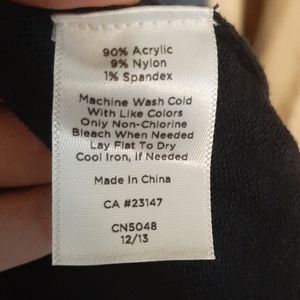 90% Acrylic
9% Nylon
1% Spandex
Machine Wash Cold
With Like Colors
Only Non-Chlorine
Bleach When Needed
Lay Flat To Dry
Cool Iron, If Needed
Made In China
CA #23147
CN5048
12/13